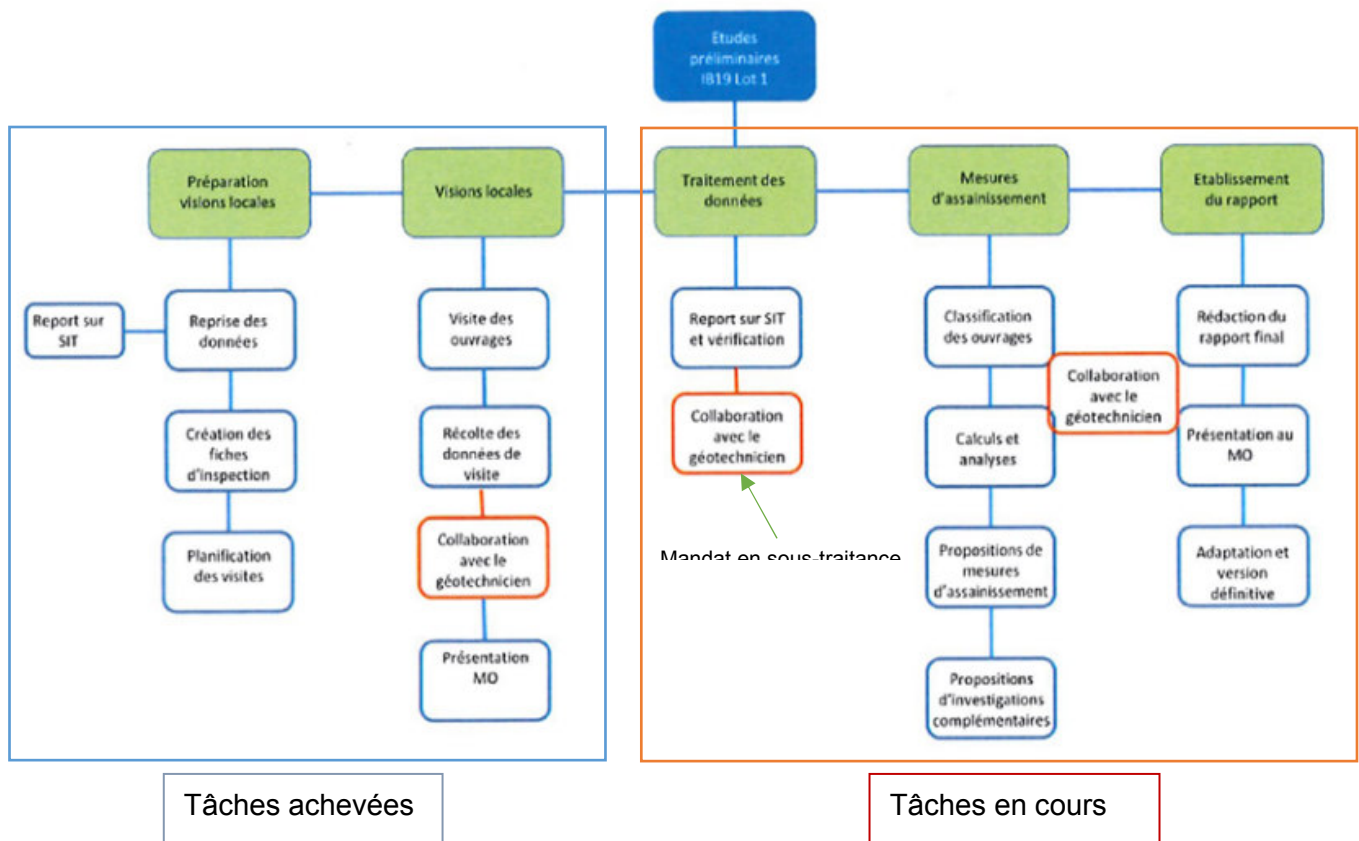 Etudes
préliminaires
IB19 Lot 1
Préparation
visions locales
Visions locales
Traitement des
données
Mesures
d'assainissement
Etablissement
du rapport
Report sur
SIT
Reprise des
données
Création des
fiches
d'inspection
Planification
des visites
Visite des
ouvrages
Récolte des
données de
visite
Collaboration
avec le
géotechnicien
Présentation
MO
Report sur SIT
et vérification
Collaboration
avec le
géotechnicien
Mandat en sous-traitance
Classification
des ouvrages
Calculs et
analyses
Propositions de
mesures
d'assainissement
Propositions
d'investigations
complémentaires
Collaboration
avec le
géotechnicien
Rédaction du
rapport final
Présentation au
MO
Adaptation et
version
définitive
Tâches achevées
Tâches en cours